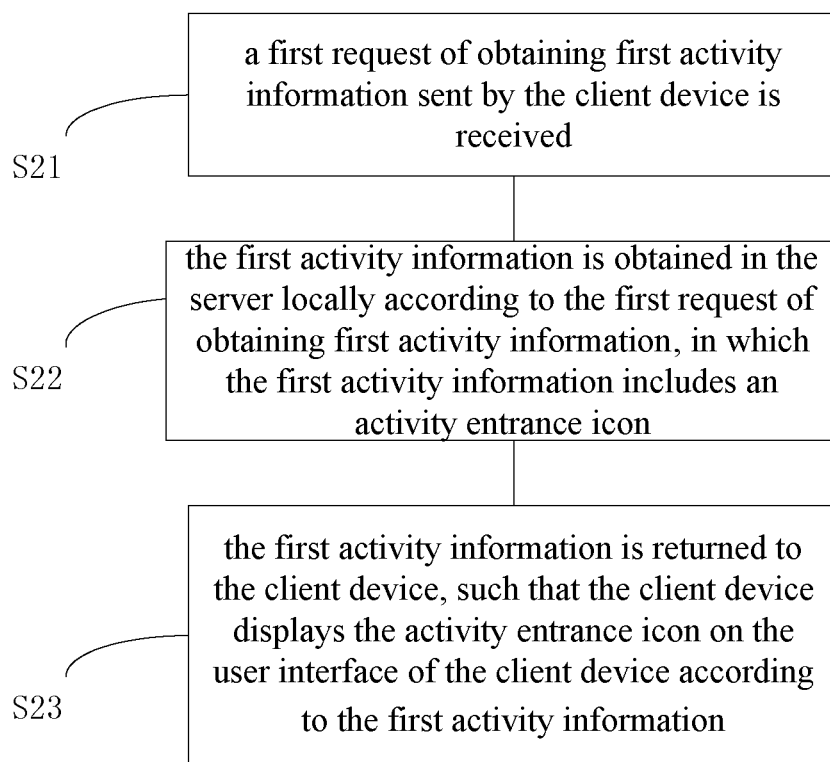 a first request of obtaining first activity
information sent by the client device is
received
S21
the first activity information is obtained in the
server locally according to the first request of
obtaining first activity information, in which
the first activity information includes an
activity entrance icon
S22
the first activity information is returned to
the client device, such that the client device
displays the activity entrance icon on the
user interface of the client device according
to the first activity information
S23